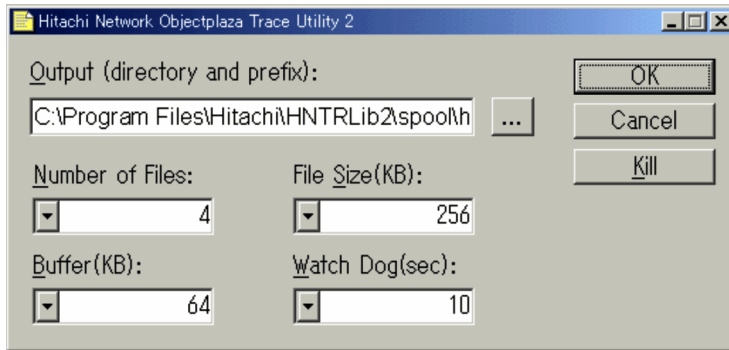 Hitachi Network Objectplaza Trace Utility 2
Output (directory and prefix):
C:\Program Files\Hitachi\HNTRLib2\spool\h
...
OK
Cancel
Kill
Number of Files:
File Size(KB):
4
256
Buffer(KB):
Watch Dog(sec):
64
10